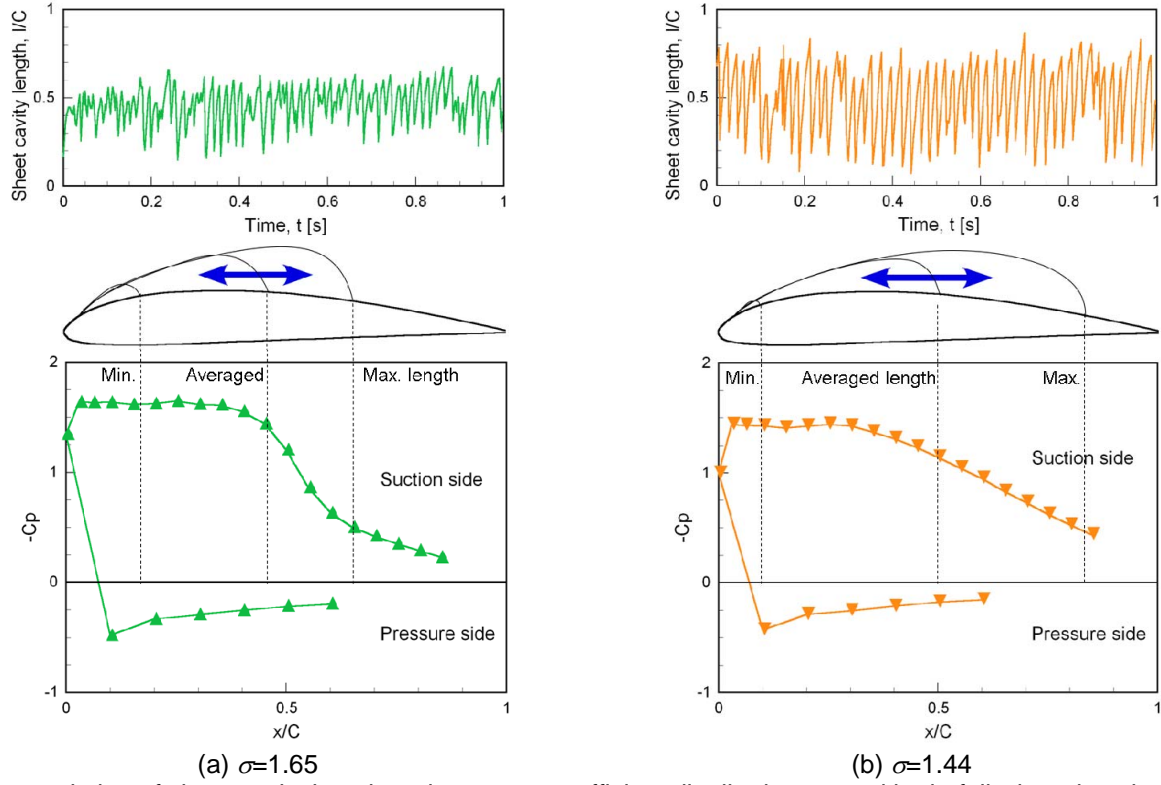 Sheet cavity length, l/C
1
0.5
0
0 0.2 0.4 0.6 0.8 1
Time, t [s]
Sheet cavity length, l/C
1
0.5
0
0 0.2 0.4 0.6 0.8 1
Time, t [s]
Min. Averaged Max. length
Suction side
Pressure side
-Cp
2
1
0
-1
0 0.5 1
x/C
(a) σ=1.65
Min. Averaged length Max.
Suction side
Pressure side
-Cp
2
1
0
-1
0 0.5 1
x/C
(b) σ=1.44